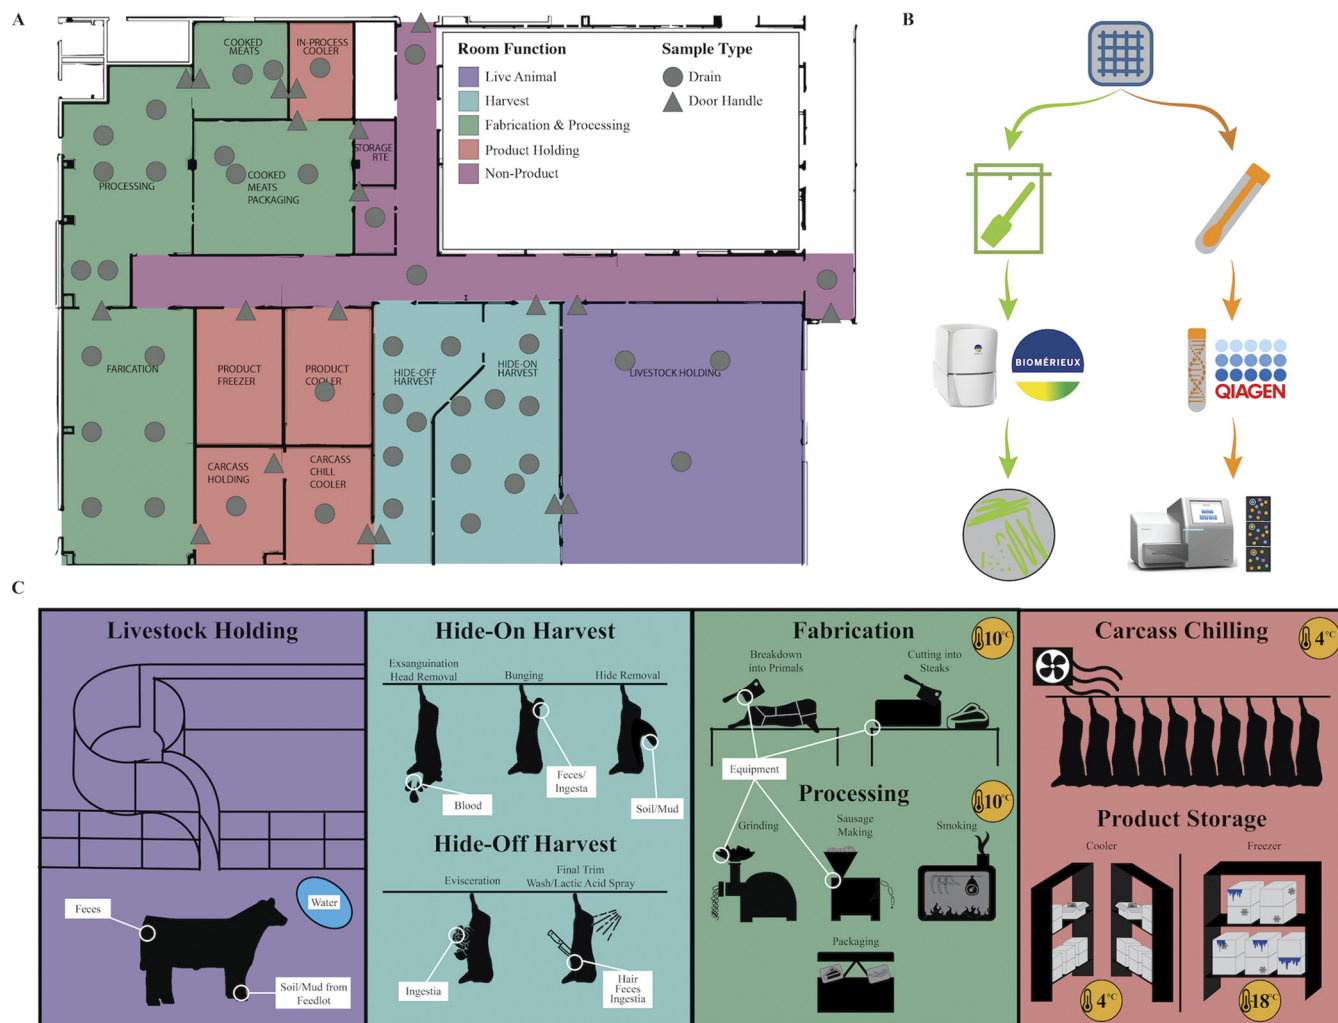 A
COOKED
MEATS
IN-PROCESS
COOLER
STORAGE
RTE
PROCESSING
COOKED
MEATS
PACKAGING
FARICATION
PRODUCT
FREEZER
PRODUCT
COOLER
HIDE-OFF
HARVEST
HIDE-ON
HARVEST
LIVESTOCK HOLDING
CARCASS
HOLDING
CARCASS
CHILL
COOLER
Room Function
Live Animal
Harvest
Fabrication & Processing
Product Holding
Non-Product
Sample Type
Drain
Door Handle
B
BIOMÉRIEUX
QIAGEN
C
Livestock Holding
Water
Feces
Soil/Mud from
Feedlot
Hide-On Harvest
Exsanguination
Head Removal
Bunging
Hide Removal
Blood
Feces/
Ingesta
Soil/Mud
Hide-Off Harvest
Evisceration
Final Trim
Wash/Lactic Acid Spray
Ingestia
Hair
Feces
Ingestia
Fabrication
10°C
Breakdown
into Primals
Cutting into
Steaks
Equipment
Processing
10°C
Grinding
Sausage
Making
Smoking
Packaging
Carcass Chilling
4°C
Product Storage
Cooler
Freezer
4°C
18°C